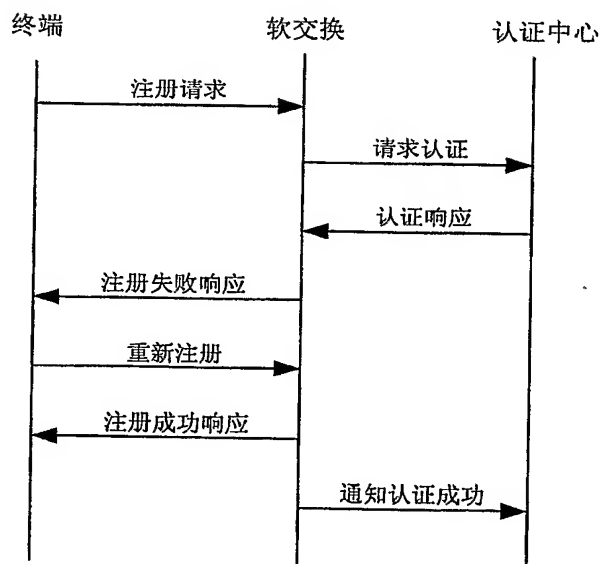 终端
软交换
认证中心
注册请求
请求认证
认证响应
注册失败响应
重新注册
注册成功响应
通知认证成功